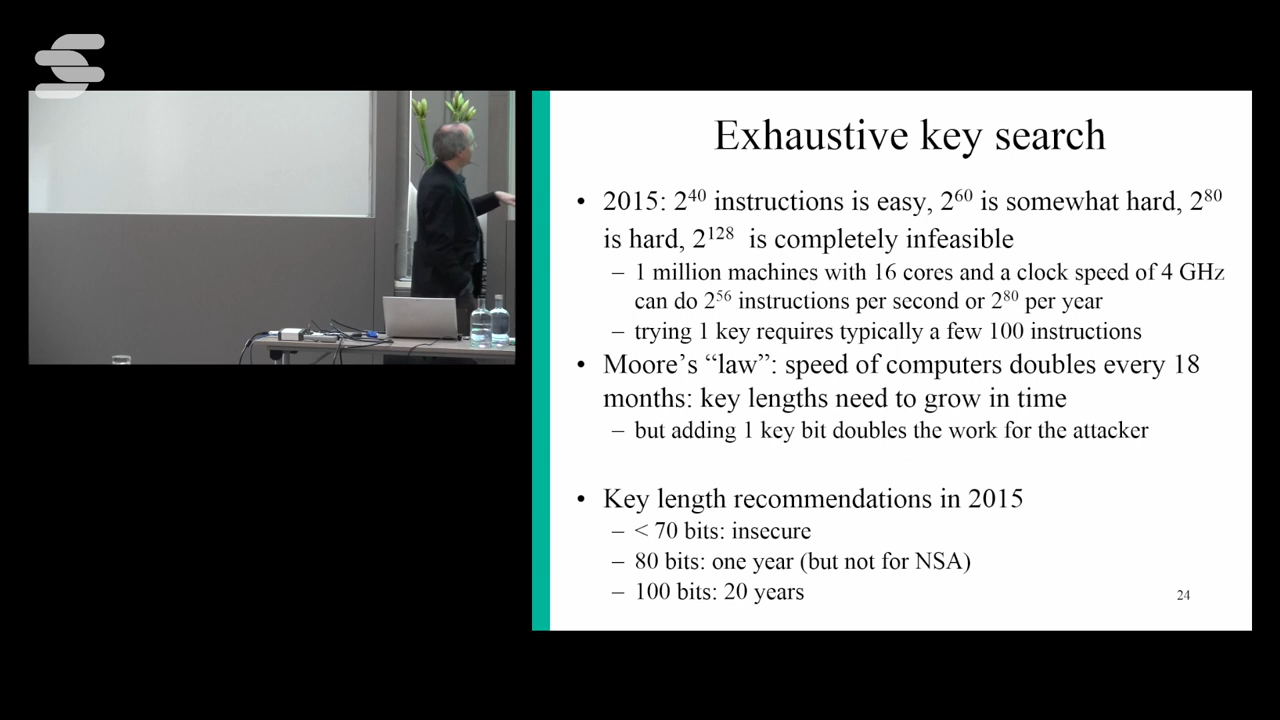 Exhaustive key search
• 2015: 2⁴⁰ instructions is easy, 2⁶⁰ is somewhat hard, 2⁸⁰
is hard, 2¹²⁸ is completely infeasible
– 1 million machines with 16 cores and a clock speed of 4 GHz
can do 2⁵⁶ instructions per second or 2⁸⁰ per year
– trying 1 key requires typically a few 100 instructions
• Moore's “law”: speed of computers doubles every 18
months: key lengths need to grow in time
– but adding 1 key bit doubles the work for the attacker
• Key length recommendations in 2015
– < 70 bits: insecure
– 80 bits: one year (but not for NSA)
– 100 bits: 20 years
24